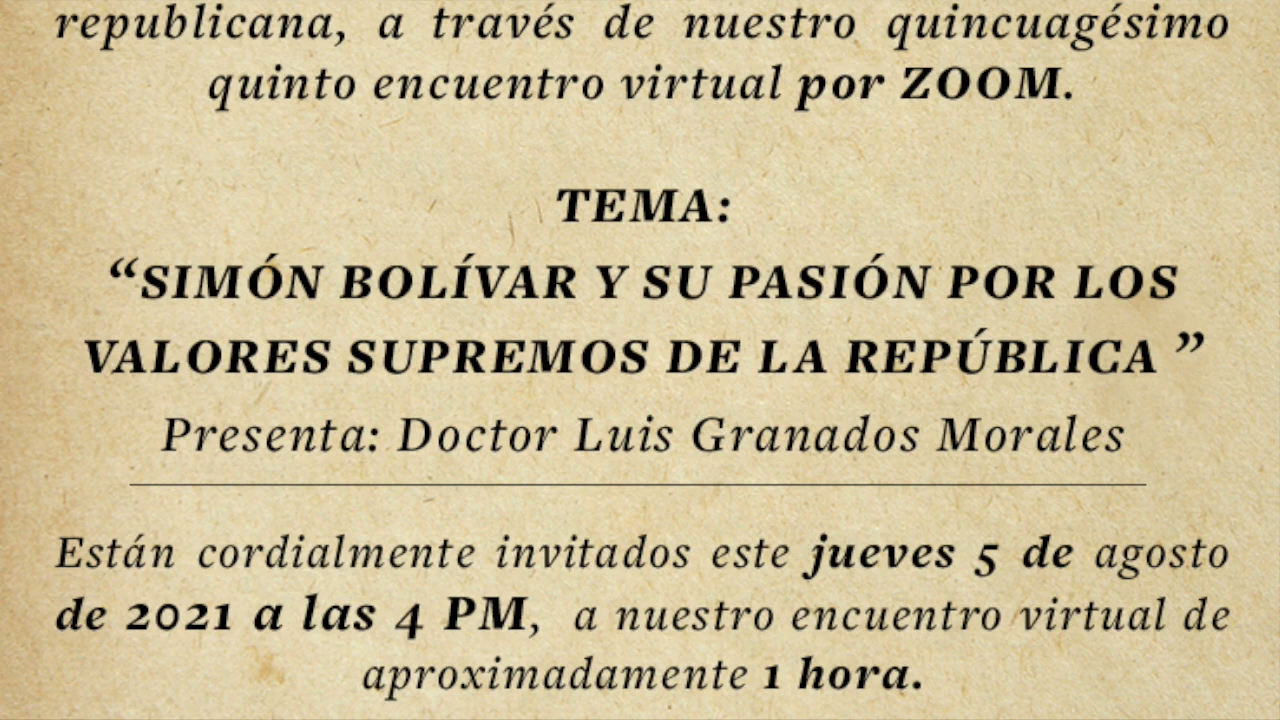 republicana, a través de nuestro quincuagésimo
quinto encuentro virtual por ZOOM.
TEMA:
“SIMÓN BOLÍVAR Y SU PASIÓN POR LOS
VALORES SUPREMOS DE LA REPÚBLICA ”
Presenta: Doctor Luis Granados Morales
Están cordialmente invitados este jueves 5 de agosto
de 2021 a las 4 PM, a nuestro encuentro virtual de
aproximadamente 1 hora.